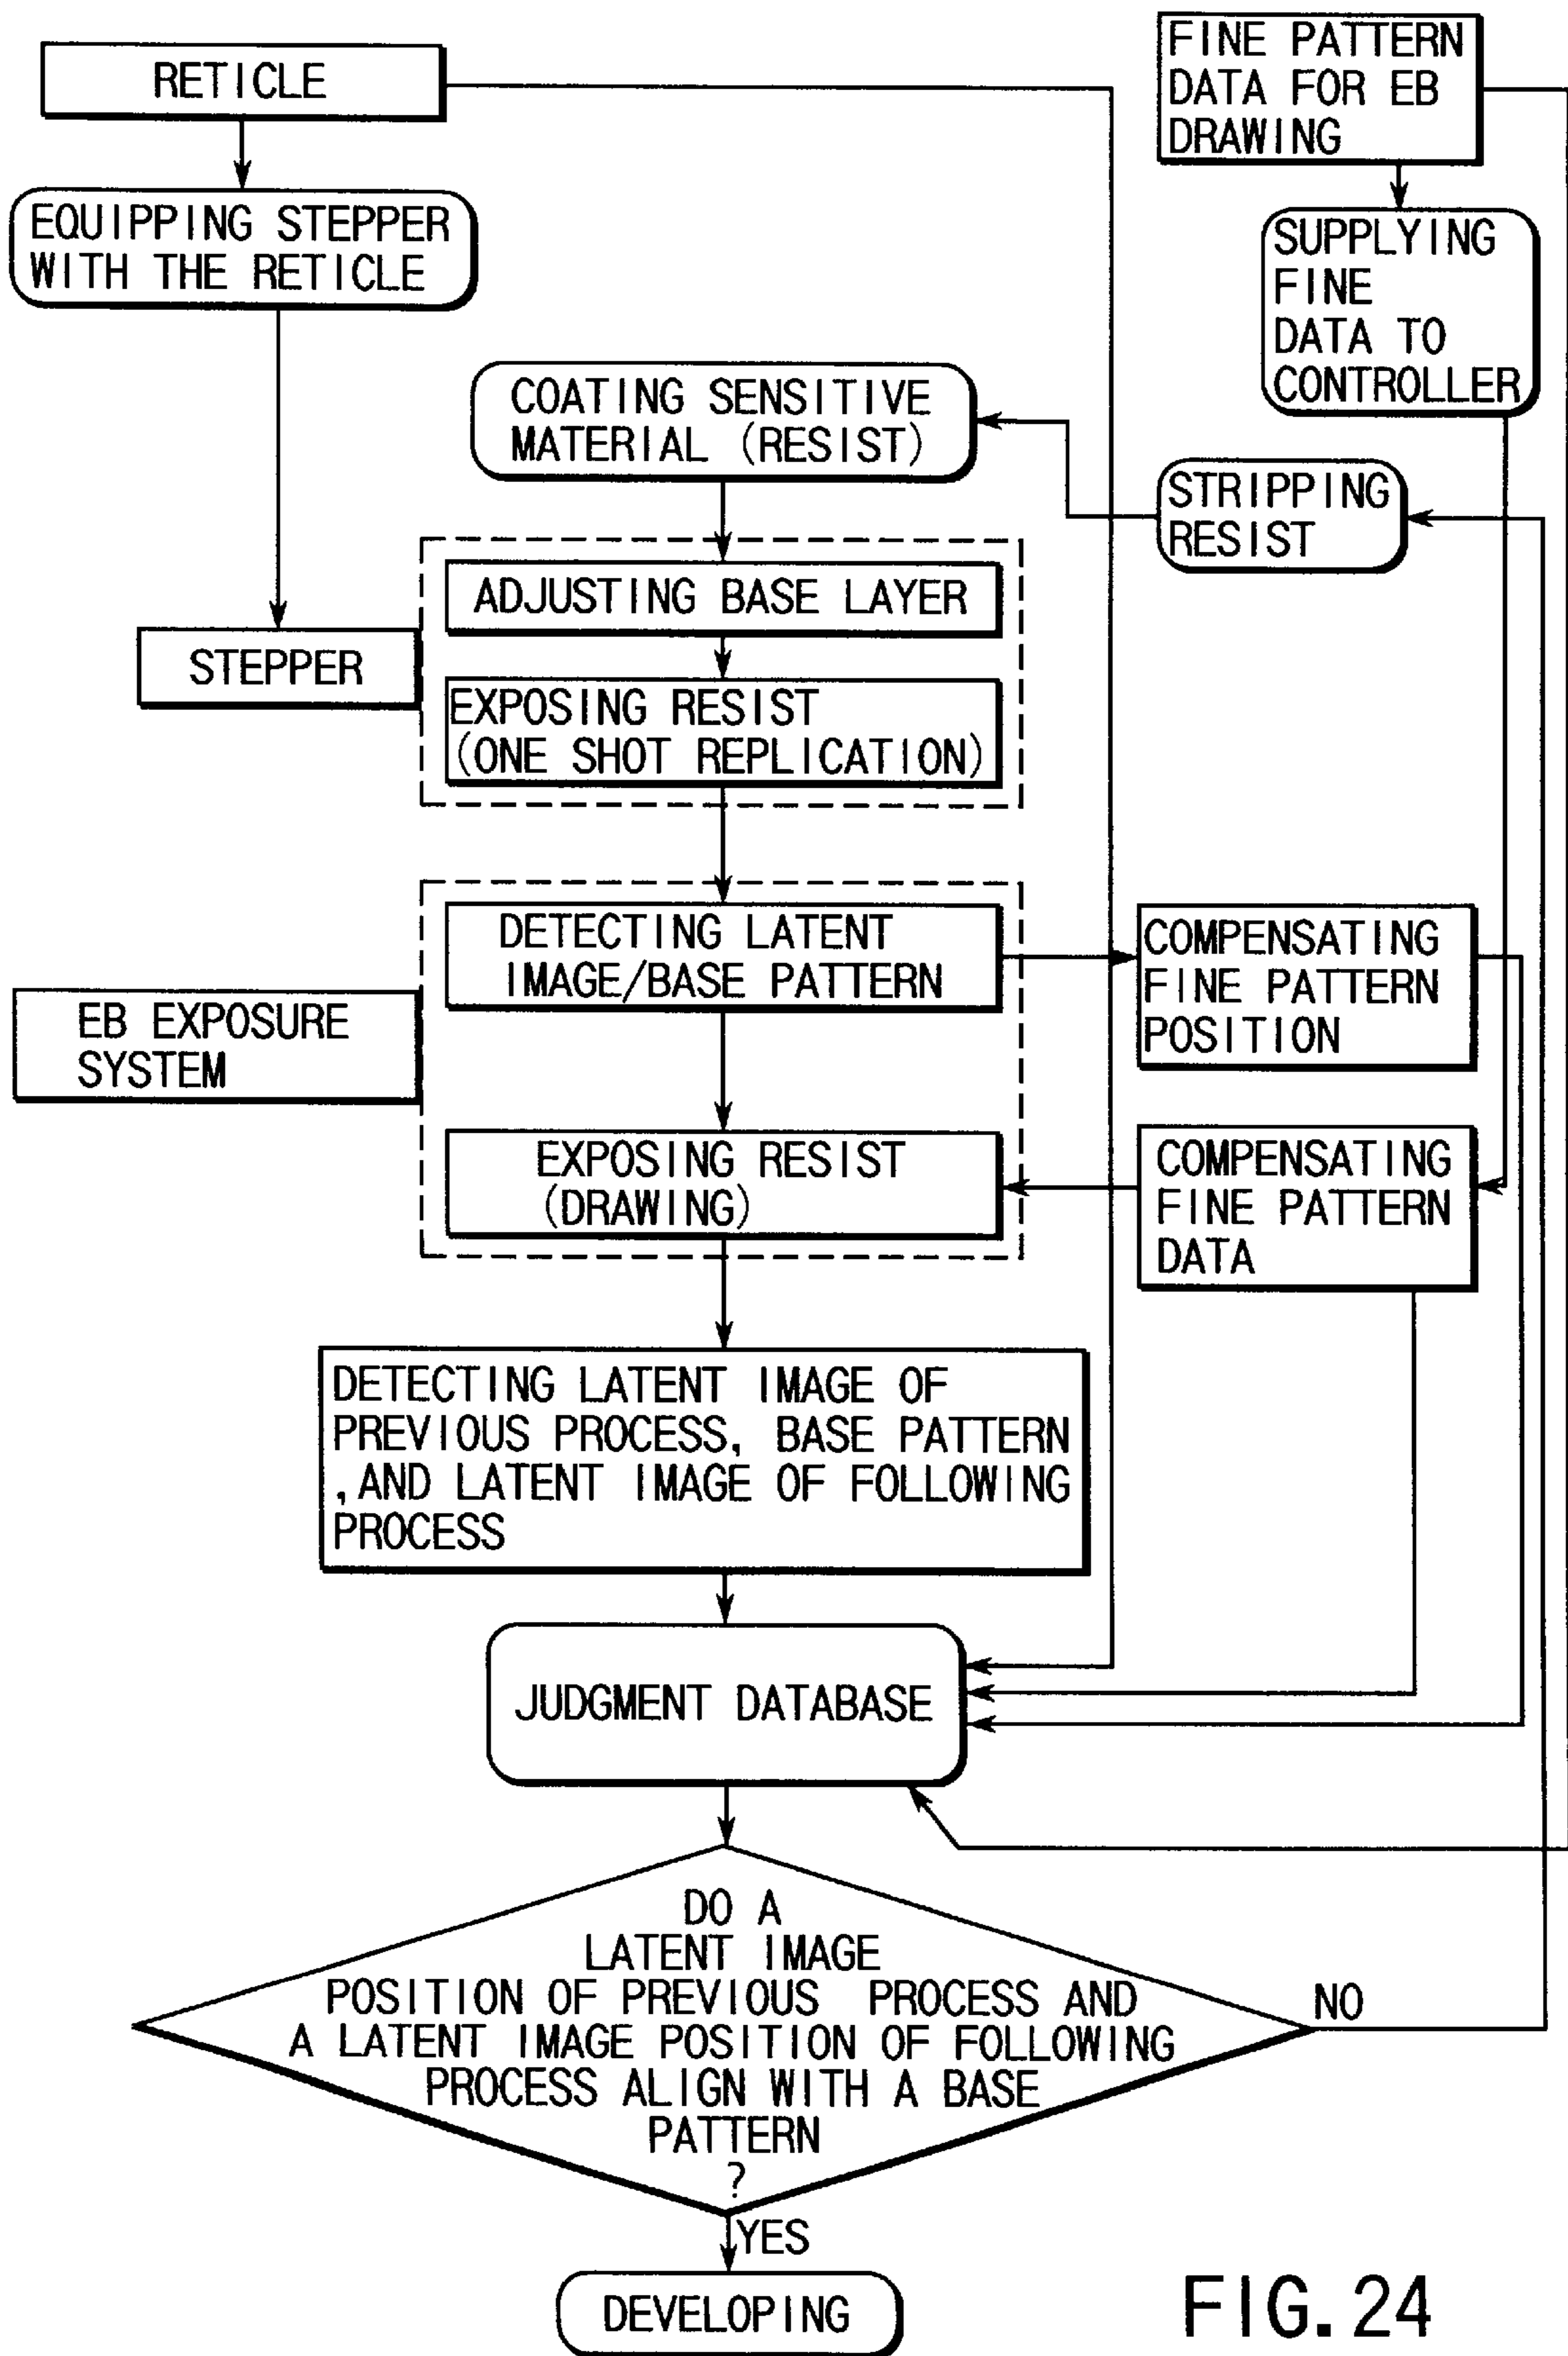 RETICLE
FINE PATTERN
DATA FOR EB
DRAWING
EQUIPPING STEPPER
WITH THE RETICLE
SUPPLYING
FINE
DATA TO
CONTROLLER
COATING SENSITIVE
MATERIAL (RESIST)
STRIPPING
RESIST
ADJUSTING BASE LAYER
STEPPER
EXPOSING RESIST
(ONE SHOT REPLICATION)
DETECTING LATENT
IMAGE/BASE PATTERN
COMPENSATING
FINE PATTERN
POSITION
EB EXPOSURE
SYSTEM
EXPOSING RESIST
(DRAWING)
COMPENSATING
FINE PATTERN
DATA
DETECTING LATENT IMAGE OF
PREVIOUS PROCESS, BASE PATTERN
,AND LATENT IMAGE OF FOLLOWING
PROCESS
JUDGMENT DATABASE
DO A
LATENT IMAGE
POSITION OF PREVIOUS PROCESS AND
A LATENT IMAGE POSITION OF FOLLOWING
PROCESS ALIGN WITH A BASE
PATTERN
?
NO
YES
DEVELOPING
FIG. 24